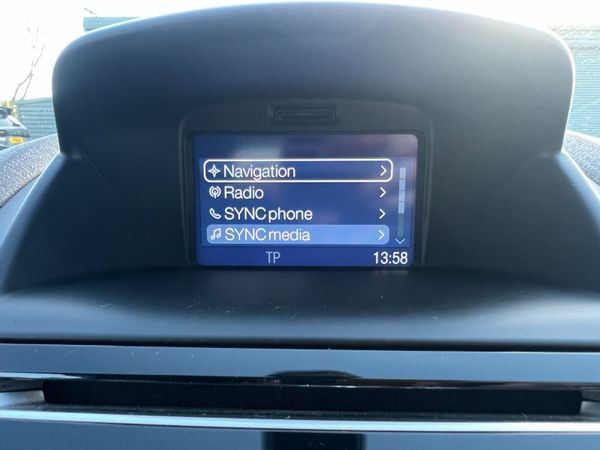 Navigation
Radio
SYNC phone
SYNC media
TP 13:58